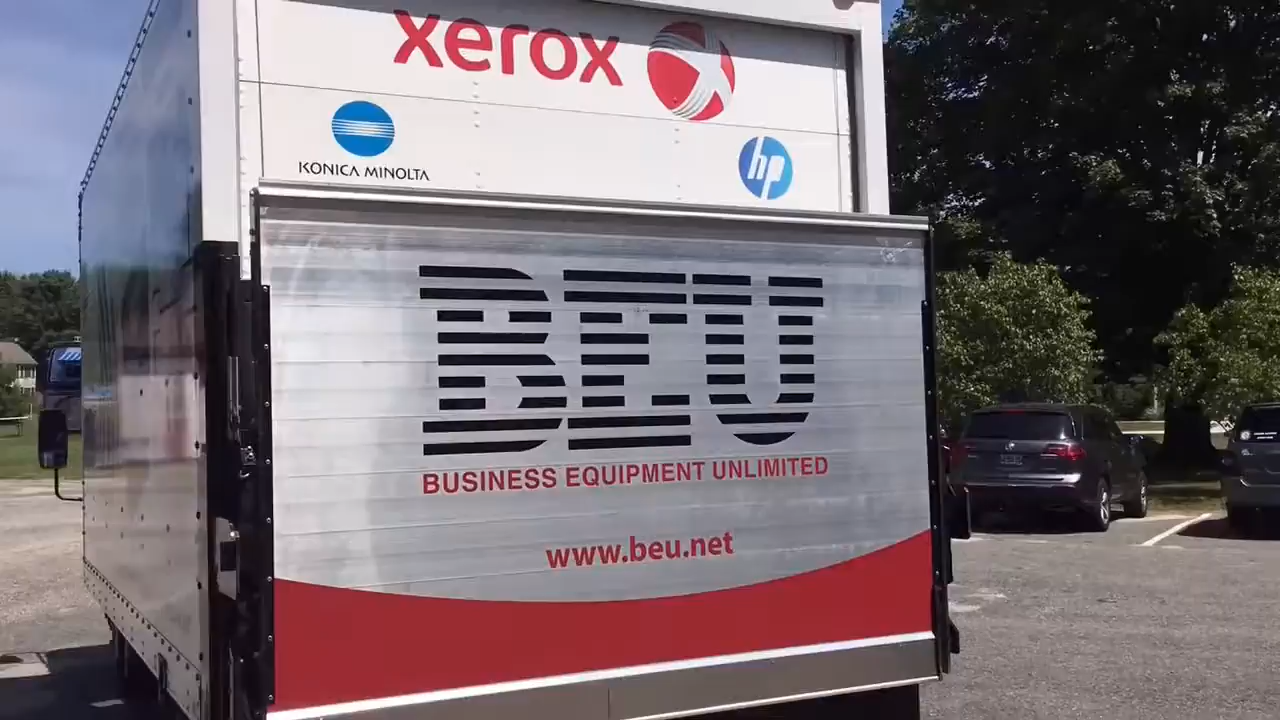 xerox
KONICA MINOLTA
hp
BEU
BUSINESS EQUIPMENT UNLIMITED
www.beu.net